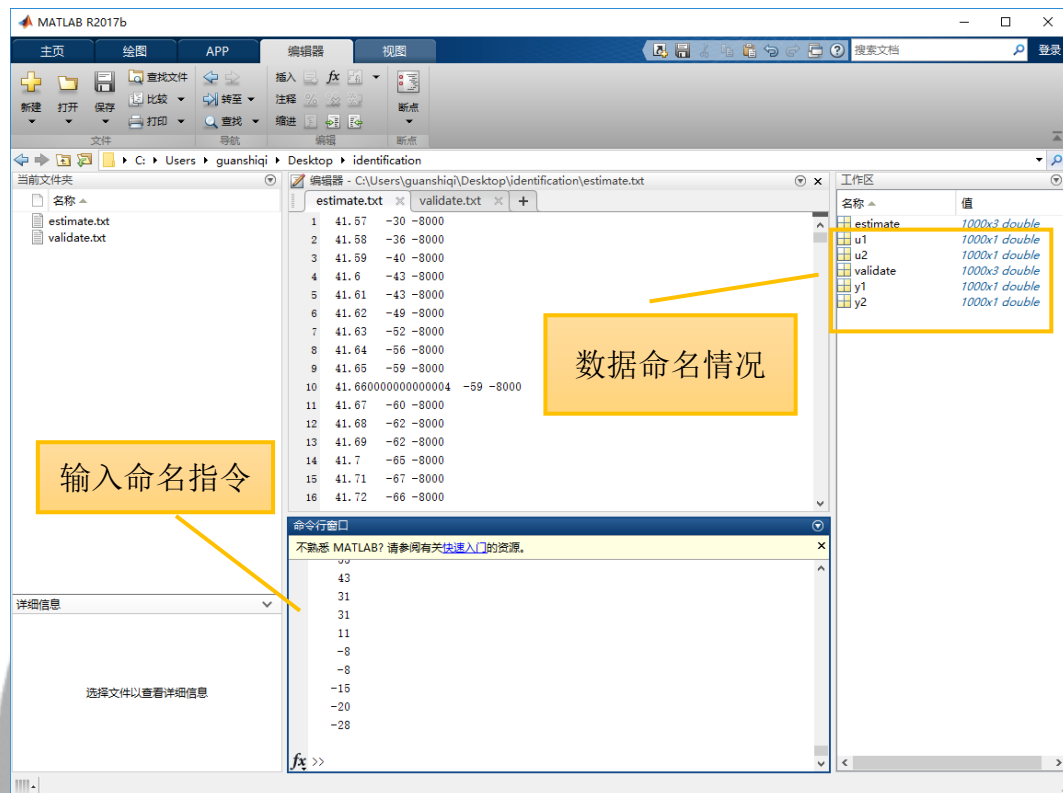 MATLAB R2017b
主页 绘图 APP 编辑器 视图
搜索文档 登录
新建 打开 保存 查找文件 比较 打印
文件
转至 查找
导航
插入 fx
注释
缩进
编辑
断点
断点
C: Users guanshiqi Desktop identification
当前文件夹
名称
estimate.txt
validate.txt
输入命名指令
详细信息
选择文件以查看详细信息
编辑器 - C:\Users\guanshiqi\Desktop\identification\estimate.txt
estimate.txt validate.txt +
1 41.57 -30 -8000
2 41.58 -36 -8000
3 41.59 -40 -8000
4 41.6 -43 -8000
5 41.61 -43 -8000
6 41.62 -49 -8000
7 41.63 -52 -8000
8 41.64 -56 -8000
9 41.65 -59 -8000
10 41.660000000000004 -59 -8000
11 41.67 -60 -8000
12 41.68 -62 -8000
13 41.69 -62 -8000
14 41.7 -65 -8000
15 41.71 -67 -8000
16 41.72 -66 -8000
数据命名情况
命令行窗口
不熟悉 MATLAB? 请参阅有关快速入门的资源。
43
31
31
11
-8
-8
-15
-20
-28
fx >>
工作区
名称 值
estimate 1000x3 double
u1 1000x1 double
u2 1000x1 double
validate 1000x3 double
y1 1000x1 double
y2 1000x1 double